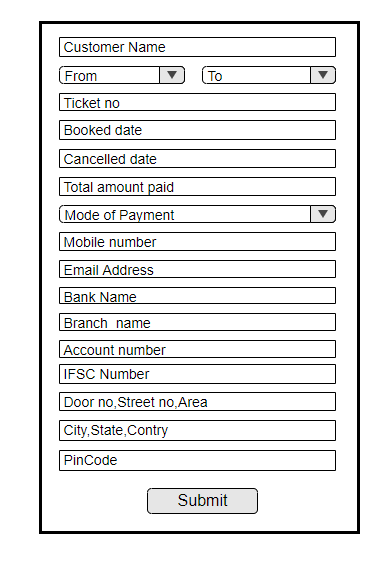 Customer Name
From To
Ticket no
Booked date
Cancelled date
Total amount paid
Mode of Payment
Mobile number
Email Address
Bank Name
Branch  name
Account number
IFSC Number
Door no,Street no,Area
City,State,Contry
PinCode
Submit